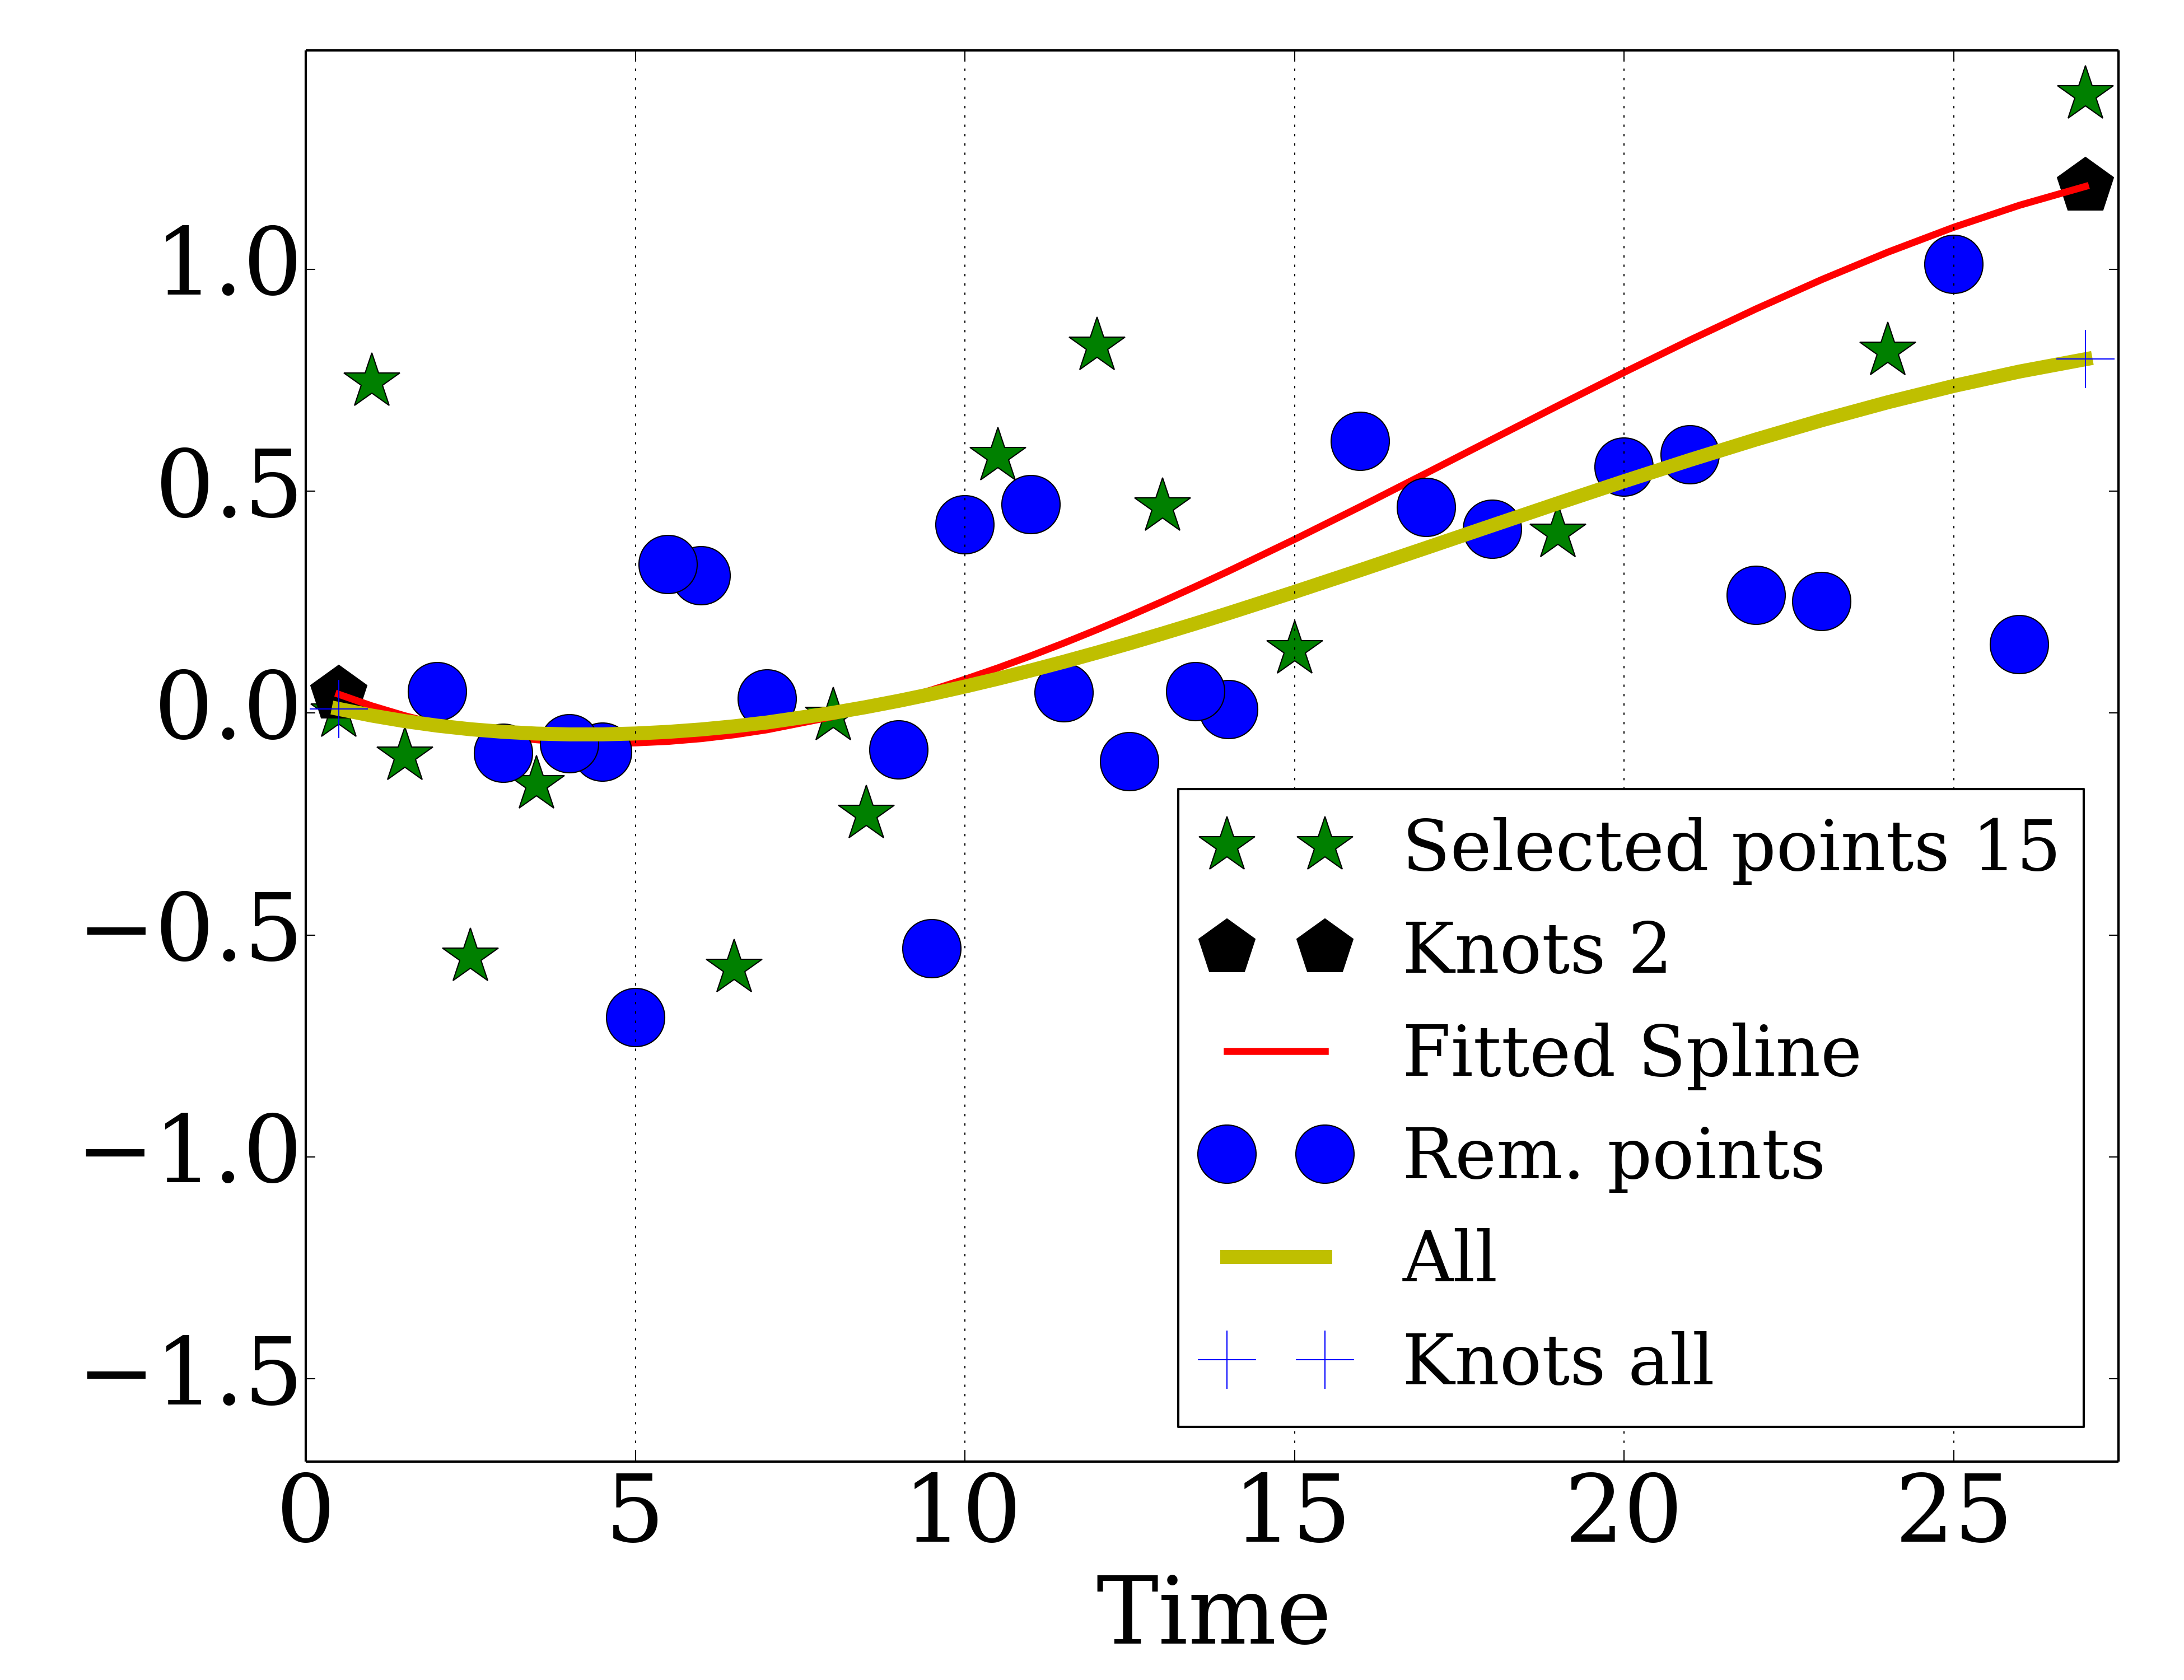 1.0
0.5
0.0
−0.5
−1.0
−1.5
0 5 10 15 20 25
Time
Selected points 15
Knots 2
Fitted Spline
Rem. points
All
Knots all